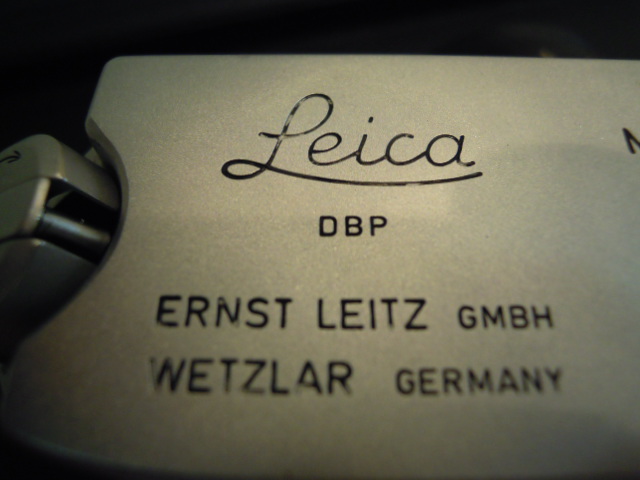 Leica
DBP
ERNST LEITZ GMBH
WETZLAR GERMANY